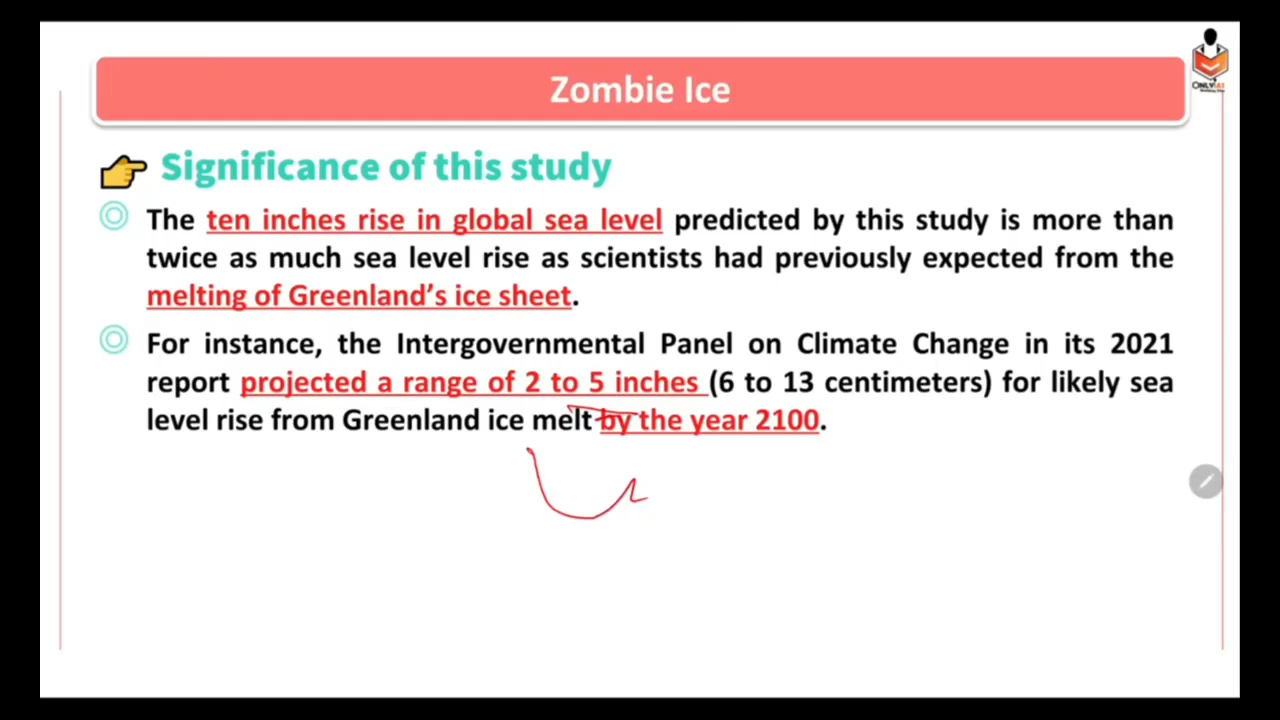 Zombie Ice
ONLYIAS
Significance of this study
The ten inches rise in global sea level predicted by this study is more than
twice as much sea level rise as scientists had previously expected from the
melting of Greenland’s ice sheet.
For instance, the Intergovernmental Panel on Climate Change in its 2021
report projected a range of 2 to 5 inches (6 to 13 centimeters) for likely sea
level rise from Greenland ice melt by the year 2100.